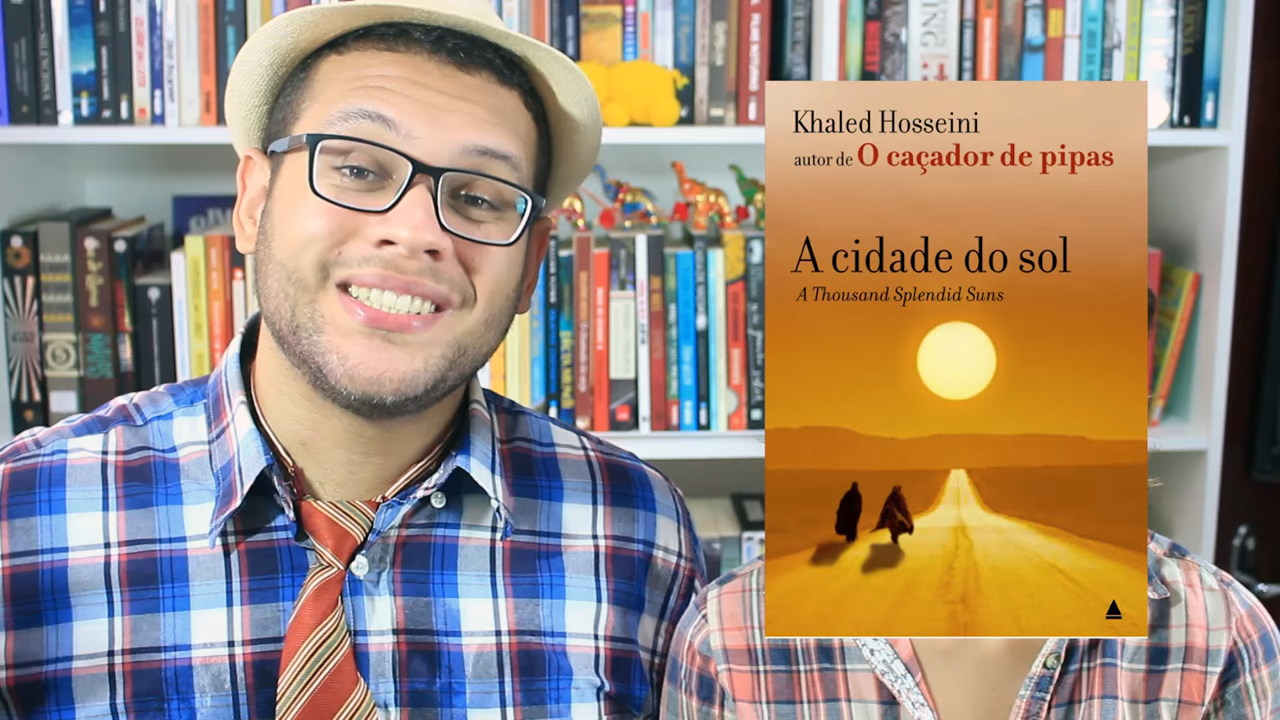 Khaled Hosseini
autor de O caçador de pipas
A cidade do sol
A Thousand Splendid Suns